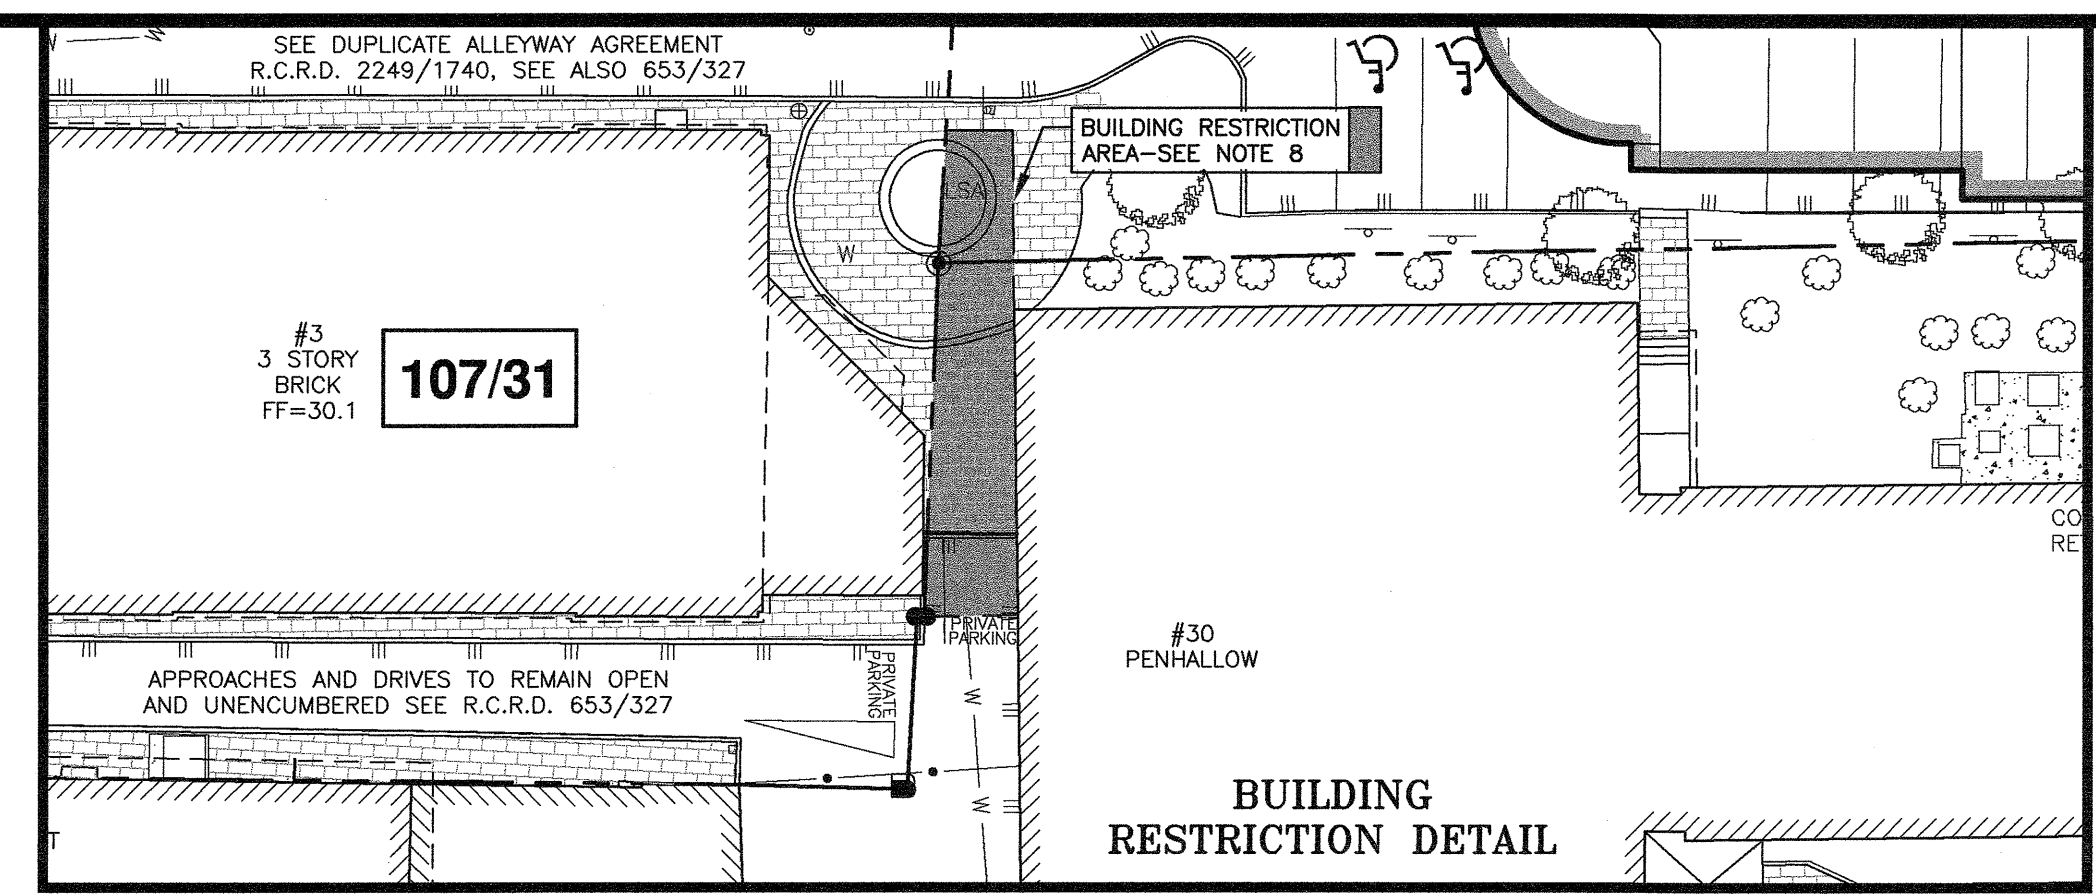 SEE DUPLICATE ALLEYWAY AGREEMENT
R.C.R.D. 2249/1740, SEE ALSO 653/327
W
W
BUILDING RESTRICTION
AREA-SEE NOTE 8
LSA
W
#3
3 STORY
BRICK
FF=30.1
107/31
CO
RE
PRIVATE
PARKING
#30
PENHALLOW
APPROACHES AND DRIVES TO REMAIN OPEN
AND UNENCUMBERED SEE R.C.R.D. 653/327
PRIVATE
PARKING
W
W
BUILDING
RESTRICTION DETAIL
T